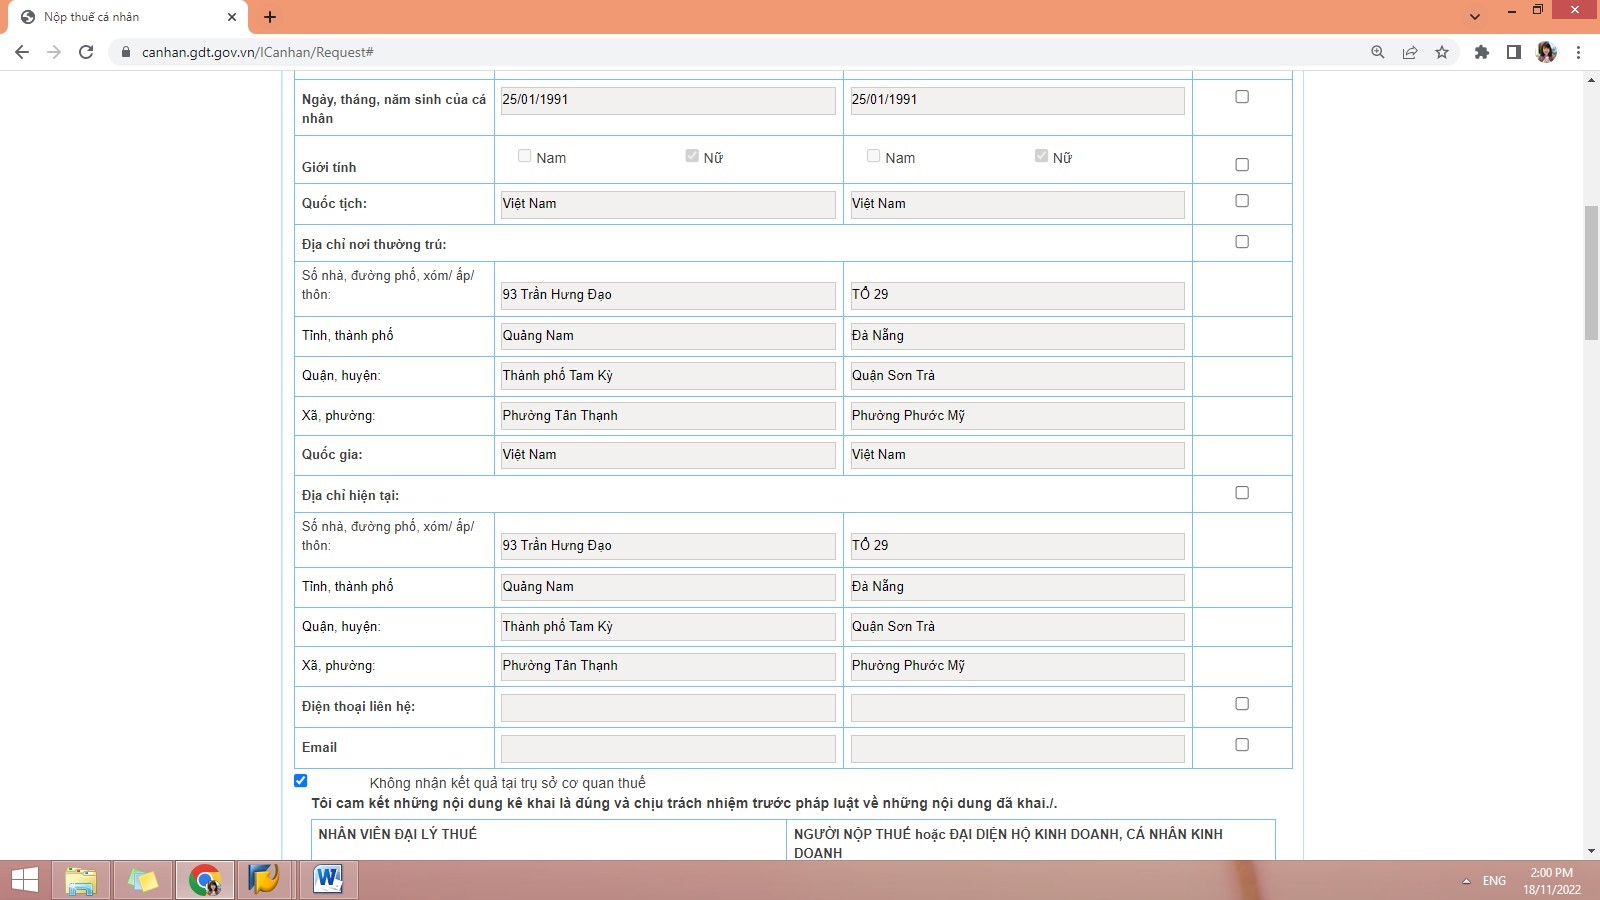 Nộp thuế cá nhân
canhan.gdt.gov.vn/ICanhan/Request#
Ngày, tháng, năm sinh của cá
nhân
25/01/1991
25/01/1991
Giới tính
Nam
Nữ
Nam
Nữ
Quốc tịch:
Việt Nam
Việt Nam
Địa chỉ nơi thường trú:
Số nhà, đường phố, xóm/ ấp/
thôn:
93 Trần Hưng Đạo
TỔ 29
Tỉnh, thành phố
Quảng Nam
Đà Nẵng
Quận, huyện:
Thành phố Tam Kỳ
Quận Sơn Trà
Xã, phường:
Phường Tân Thạnh
Phường Phước Mỹ
Quốc gia:
Việt Nam
Việt Nam
Địa chỉ hiện tại:
Số nhà, đường phố, xóm/ ấp/
thôn:
93 Trần Hưng Đạo
TỔ 29
Tỉnh, thành phố
Quảng Nam
Đà Nẵng
Quận, huyện:
Thành phố Tam Kỳ
Quận Sơn Trà
Xã, phường:
Phường Tân Thạnh
Phường Phước Mỹ
Điện thoại liên hệ:
Email
Không nhận kết quả tại trụ sở cơ quan thuế
Tôi cam kết những nội dung kê khai là đúng và chịu trách nhiệm trước pháp luật về những nội dung đã khai./.
NHÂN VIÊN ĐẠI LÝ THUẾ
NGƯỜI NỘP THUẾ hoặc ĐẠI DIỆN HỘ KINH DOANH, CÁ NHÂN KINH
DOANH
ENG
2:00 PM
18/11/2022